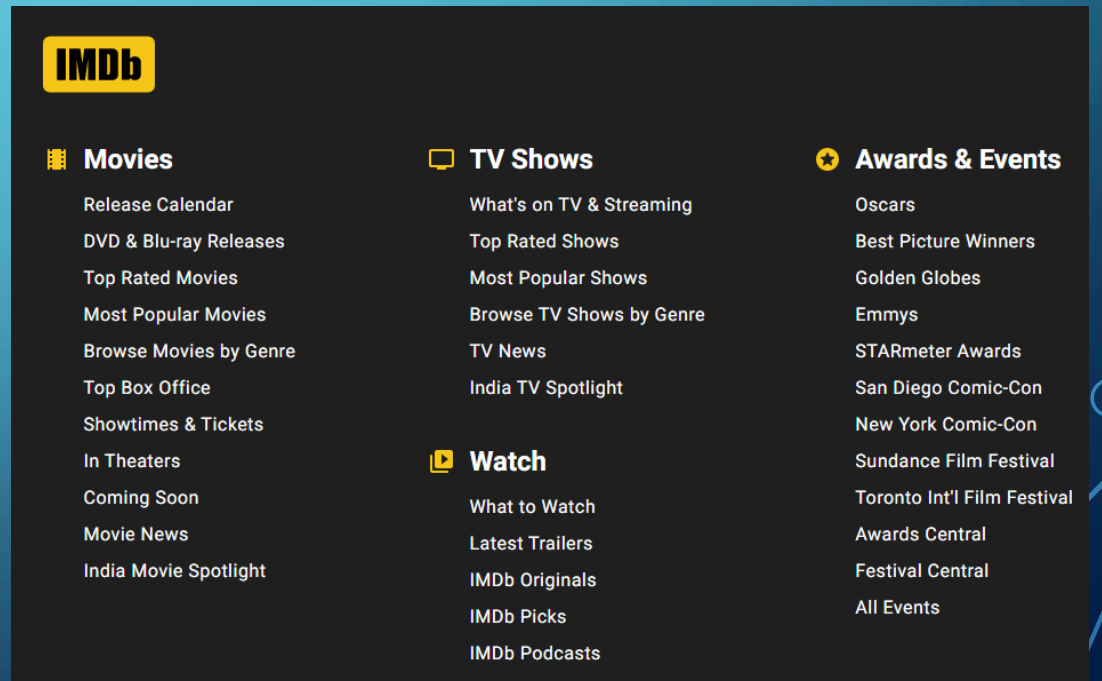 IMDb
Movies
Release Calendar
DVD & Blu-ray Releases
Top Rated Movies
Most Popular Movies
Browse Movies by Genre
Top Box Office
Showtimes & Tickets
In Theaters
Coming Soon
Movie News
India Movie Spotlight
TV Shows
What's on TV & Streaming
Top Rated Shows
Most Popular Shows
Browse TV Shows by Genre
TV News
India TV Spotlight
Watch
What to Watch
Latest Trailers
IMDb Originals
IMDb Picks
IMDb Podcasts
Awards & Events
Oscars
Best Picture Winners
Golden Globes
Emmys
STARmeter Awards
San Diego Comic-Con
New York Comic-Con
Sundance Film Festival
Toronto Int'l Film Festival
Awards Central
Festival Central
All Events